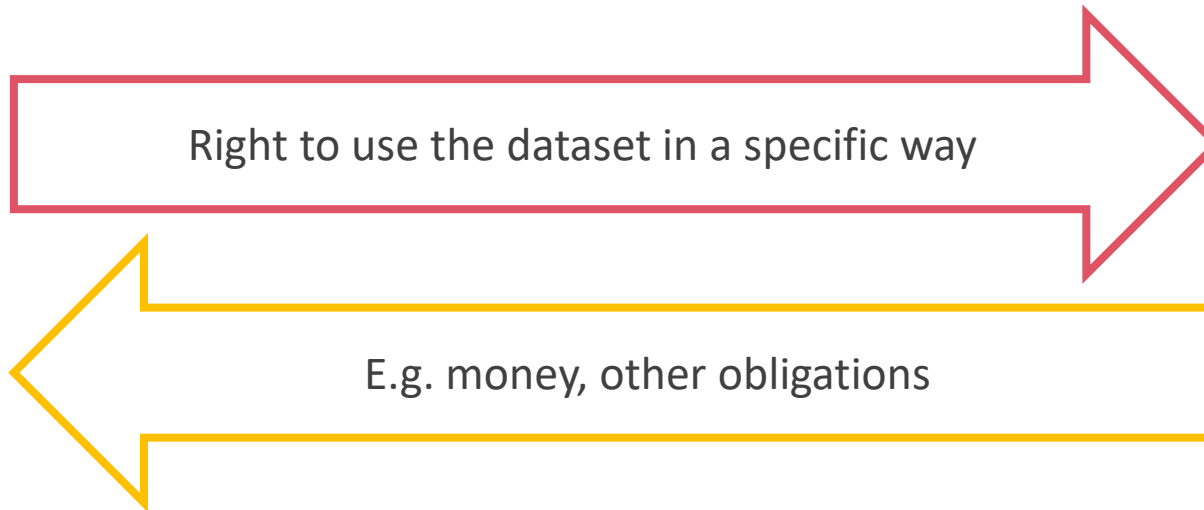 Right to use the dataset in a specific way
E.g. money, other obligations